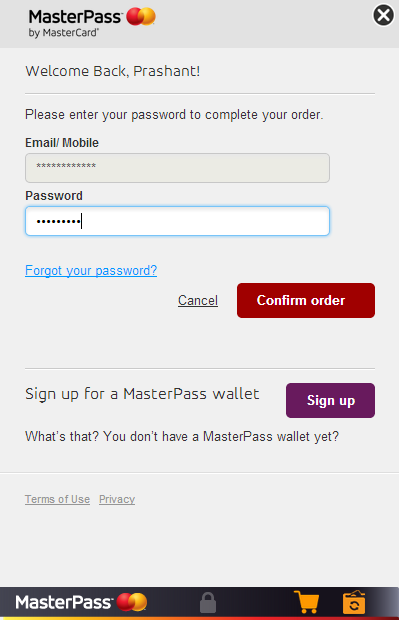 MasterPass™
by MasterCard®
Welcome Back, Prashant!
Please enter your password to complete your order.
Email/ Mobile
************
Password
•••••••••
Forgot your password?
Cancel
Confirm order
Sign up for a MasterPass wallet
Sign up
What's that? You don't have a MasterPass wallet yet?
Terms of Use Privacy
MasterPass™